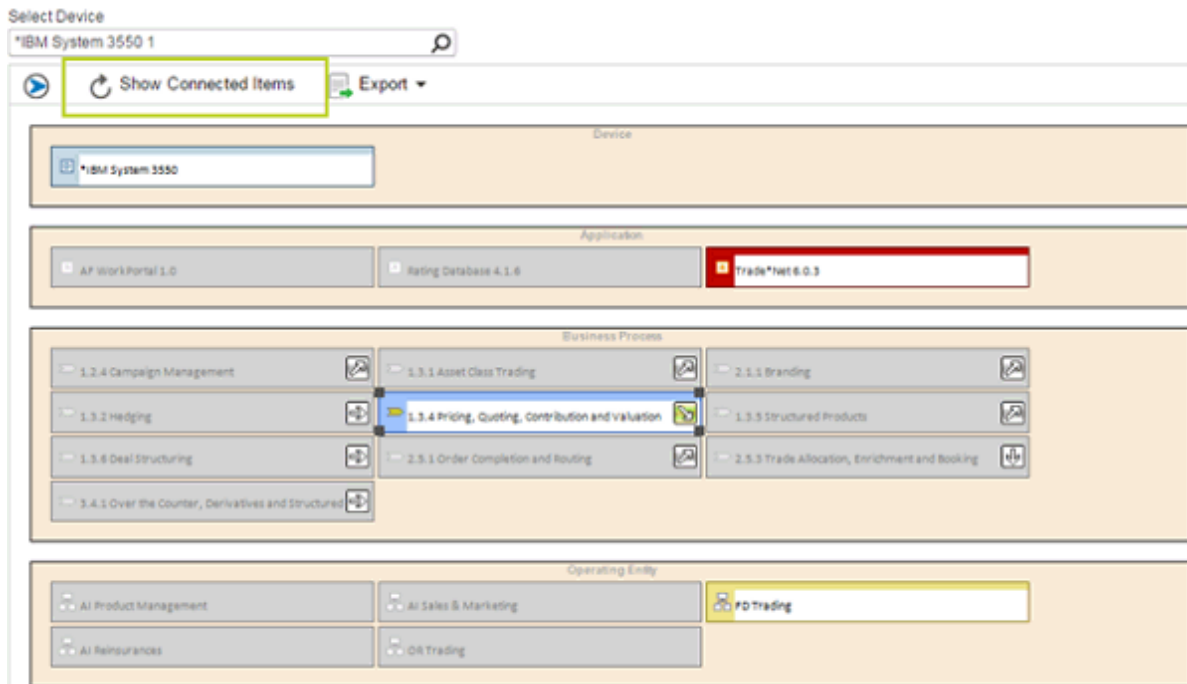 Select Device
*IBM System 3550 1
Show Connected Items Export
Device
*IBM System 3550
Application
AF WorkPortal 1.0 Rating Database 4.1.6 Trade*Net 6.0.3
Business Process
1.2.4 Campaign Management 1.3.1 Asset Class Trading 2.1.1 Branding
1.3.2 Hedging 1.3.4 Pricing, Quoting, Contribution and Valuation 1.3.5 Structured Products
1.3.6 Deal Structuring 2.5.1 Order Completion and Routing 2.5.3 Trade Allocation, Enrichment and Booking
3.4.1 Over the Counter, Derivatives and Structured
Operating Entity
AI Product Management AI Sales & Marketing FD Trading
AI Reinsurances OR Trading